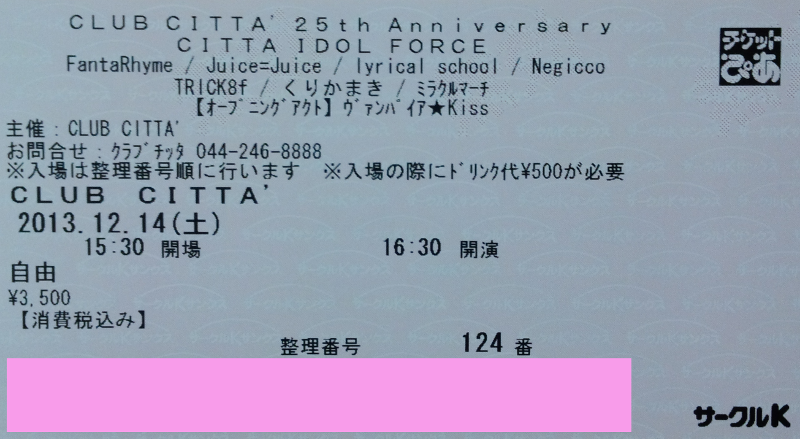 CLUB CITTA' 25th Anniversary
CITTA IDOL FORCE
FantaRhyme / Juice=Juice / lyrical school / Negicco
TRICK8f / くりかまき / ミラクルマーチ
【オープニングアクト】ヴァンパイア★Kiss
チケットぴあ
主催：CLUB CITTA'
お問合せ：クラブチッタ 044-246-8888
※入場は整理番号順に行います ※入場の際にドリンク代¥500が必要
CLUB CITTA'
2013.12.14(土)
15:30 開場 16:30 開演
自由
¥3,500
【消費税込み】
整理番号 124 番
サークルK